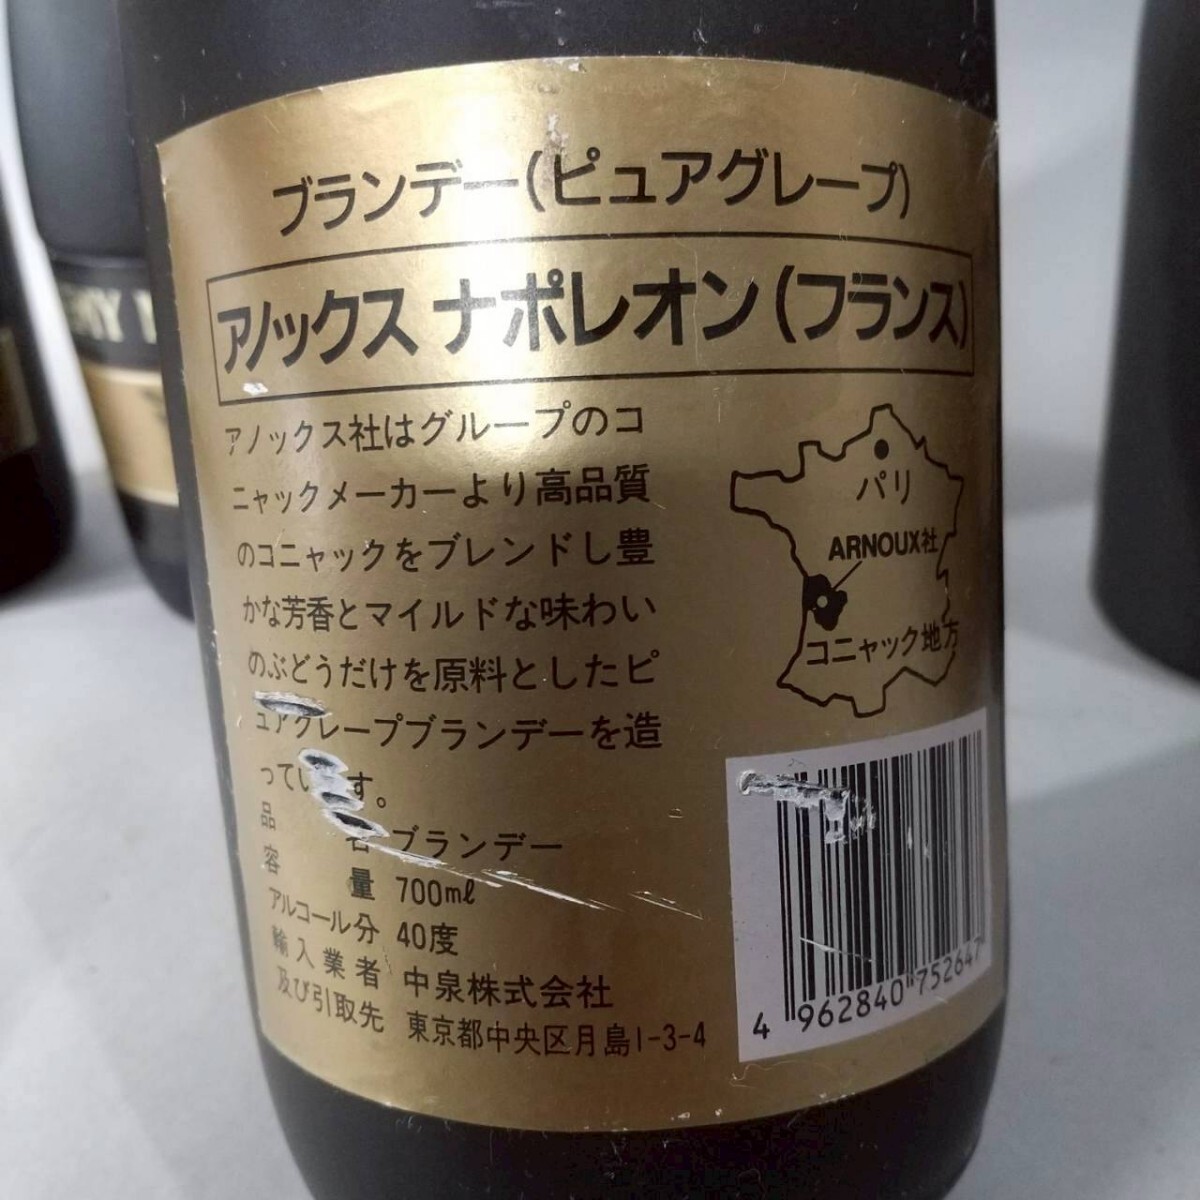 ブランデー(ピュアグレープ)
アノックス ナポレオン(フランス)
アノックス社はグループのコ
ニャックメーカーより高品質
のコニャックをブレンドし豊
かな芳香とマイルドな味わい
のぶどうだけを原料としたピ
ュアグレープブランデーを造
っています。
品 名 ブランデー
容 量 700mℓ
アルコール分 40度
輸入業者 中泉株式会社
及び引取先 東京都中央区月島1-3-4
パリ
ARNOUX社
コニャック地方
4 962840 752647